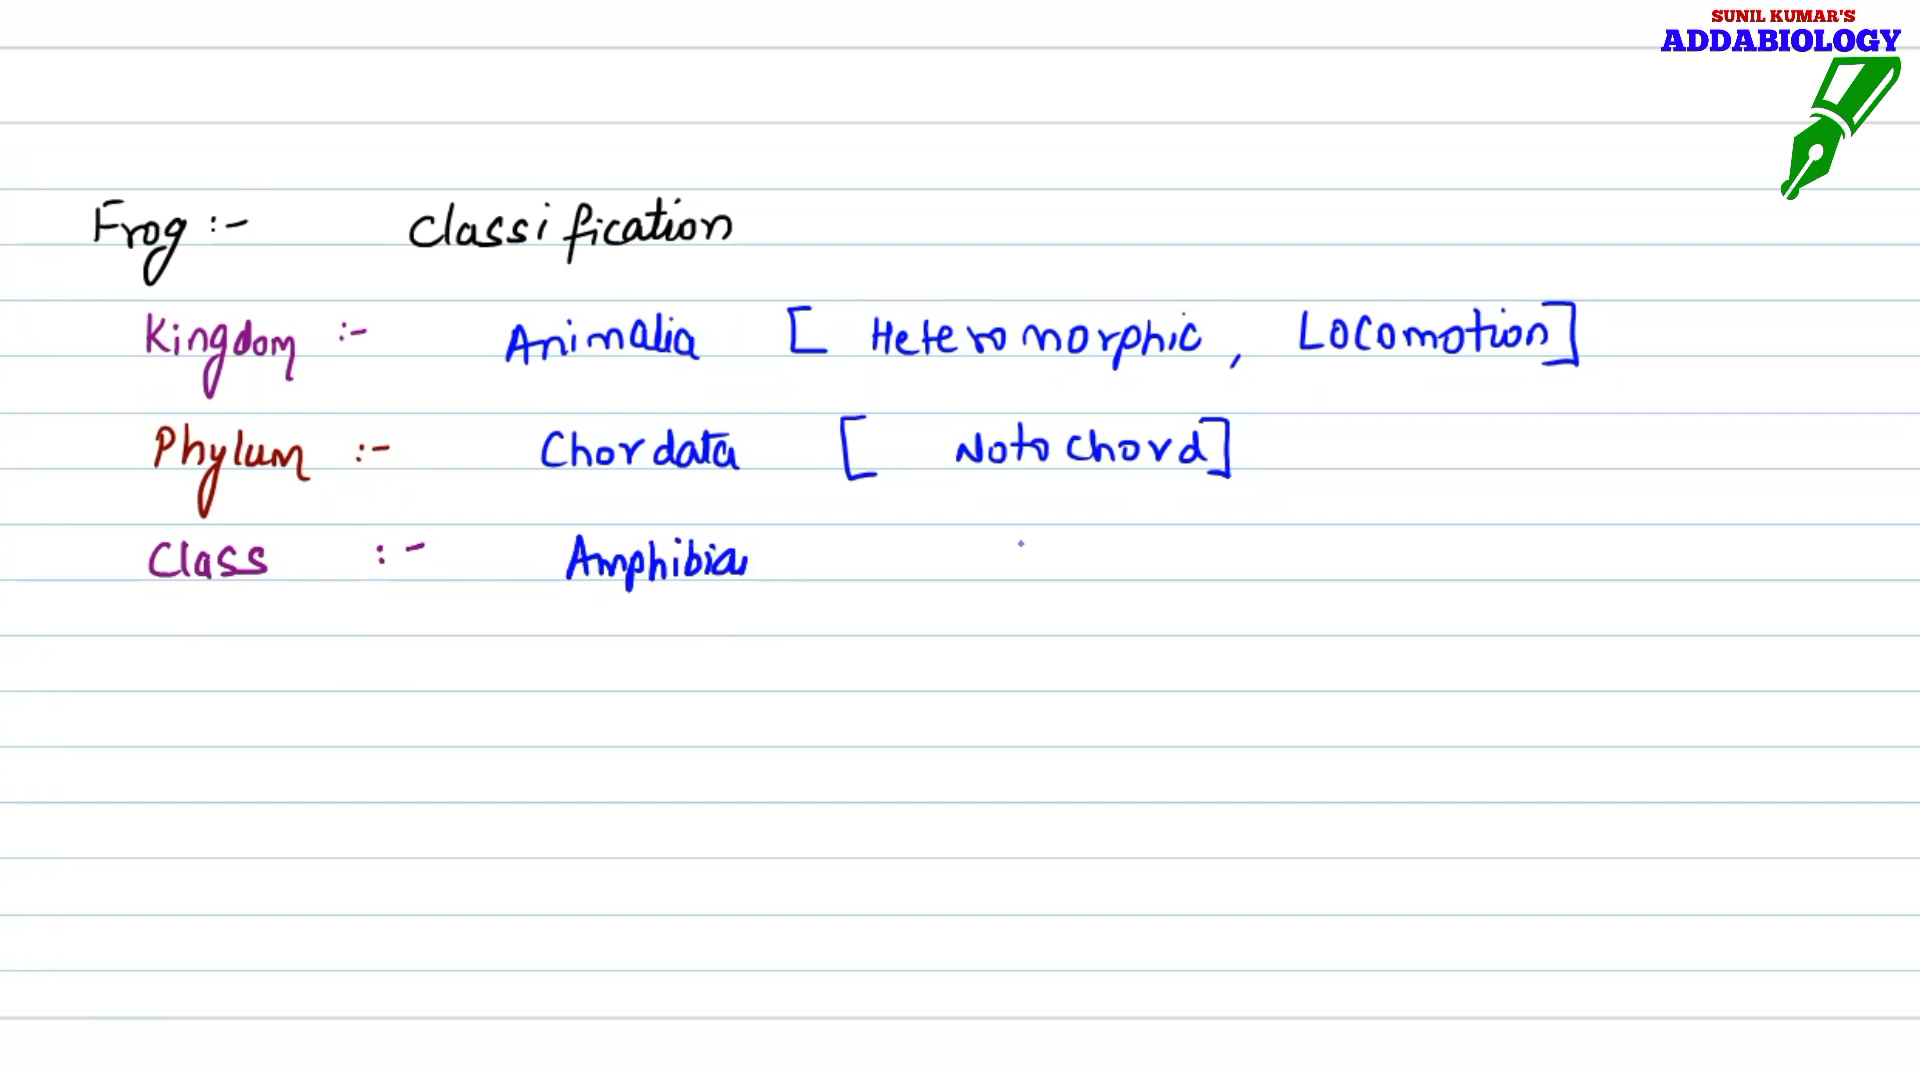 SUNIL KUMAR'S
ADDABIOLOGY
Frog :- Classification
Kingdom :- Animalia [ Heteromorphic, Locomotion]
Phylum :- Chordata [ Notochord]
Class :- Amphibia